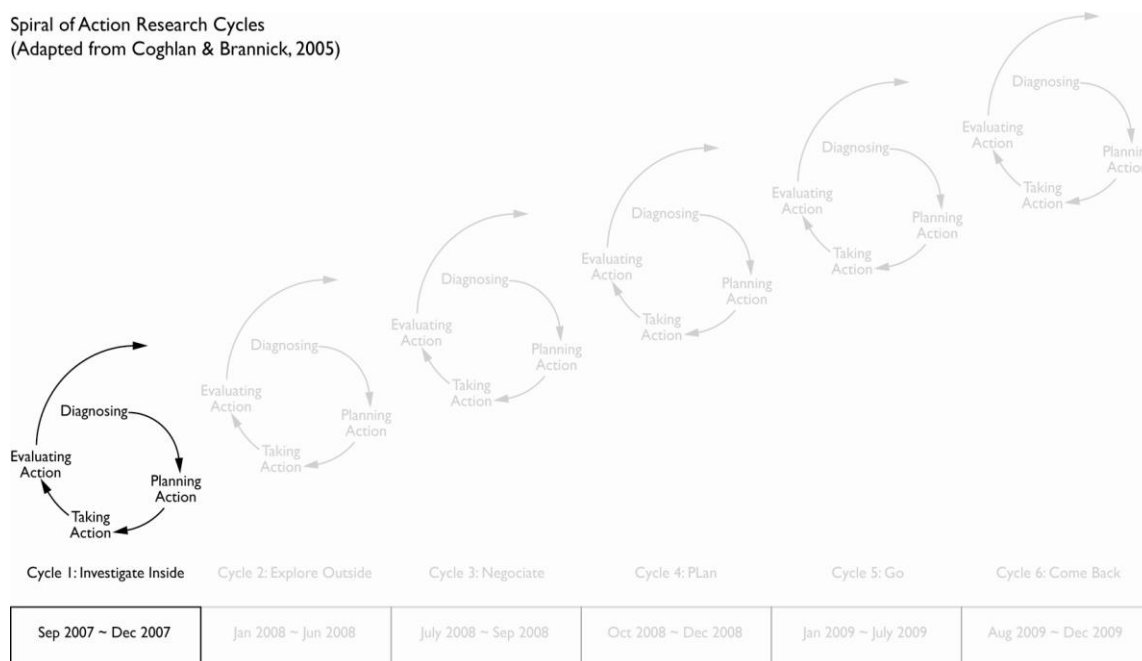 Spiral of Action Research Cycles
(Adapted from Coghlan & Brannick, 2005)
Diagnosing
Planning
Action
Taking
Action
Evaluating
Action
Diagnosing
Planning
Action
Taking
Action
Evaluating
Action
Diagnosing
Planning
Action
Taking
Action
Evaluating
Action
Diagnosing
Planning
Action
Taking
Action
Evaluating
Action
Diagnosing
Planning
Action
Taking
Action
Evaluating
Action
Diagnosing
Plannin
Action
Taking
Action
Evaluating
Action
Cycle 1: Investigate Inside
Cycle 2: Explore Outside
Cycle 3: Negociate
Cycle 4: PLan
Cycle 5: Go
Cycle 6: Come Back
Sep 2007 ~ Dec 2007
Jan 2008 ~ Jun 2008
July 2008 ~ Sep 2008
Oct 2008 ~ Dec 2008
Jan 2009 ~ July 2009
Aug 2009 ~ Dec 2009